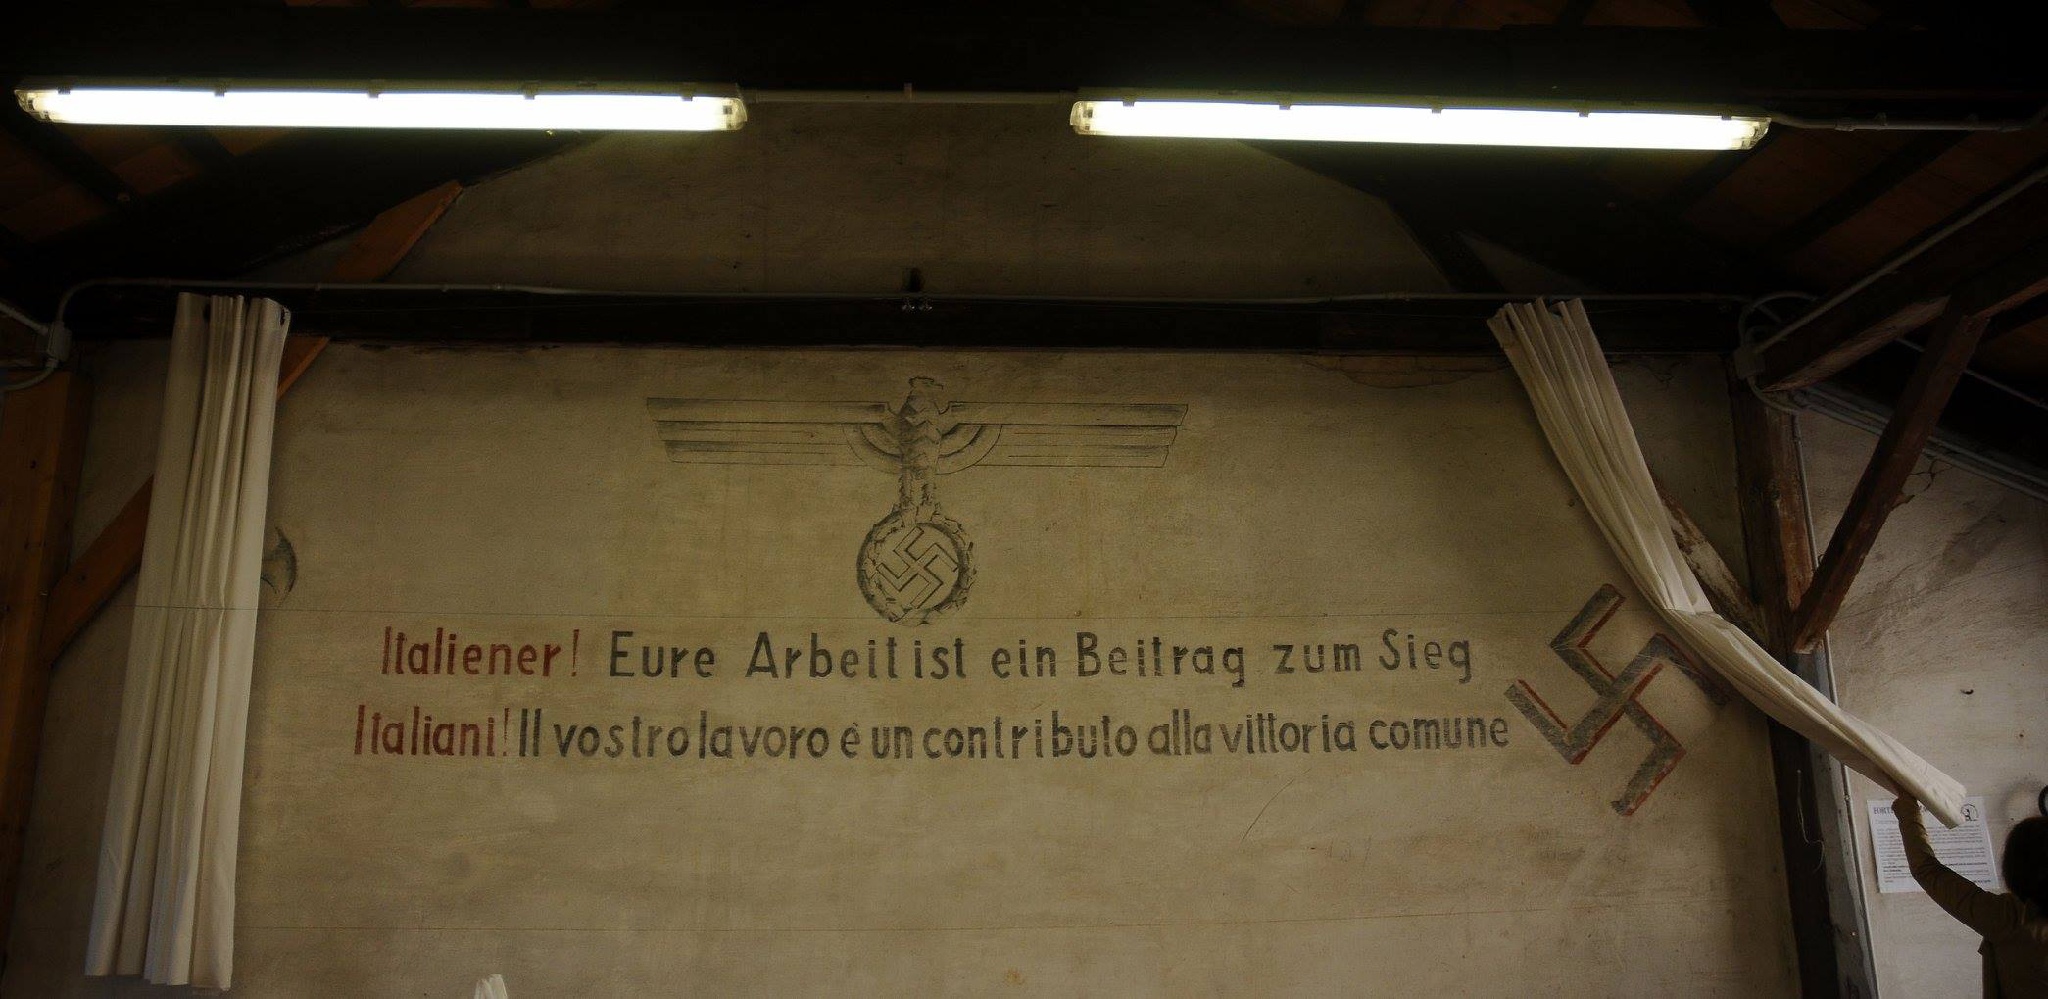 Italiener! Eure Arbeit ist ein Beitrag zum Sieg
Italiani! Il vostro lavoro è un contributo alla vittoria comune